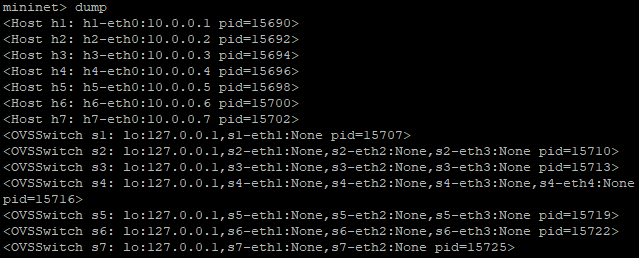 mininet> dump
<Host h1: h1-eth0:10.0.0.1 pid=15690>
<Host h2: h2-eth0:10.0.0.2 pid=15692>
<Host h3: h3-eth0:10.0.0.3 pid=15694>
<Host h4: h4-eth0:10.0.0.4 pid=15696>
<Host h5: h5-eth0:10.0.0.5 pid=15698>
<Host h6: h6-eth0:10.0.0.6 pid=15700>
<Host h7: h7-eth0:10.0.0.7 pid=15702>
<OVSSwitch s1: lo:127.0.0.1,s1-eth1:None pid=15707>
<OVSSwitch s2: lo:127.0.0.1,s2-eth1:None,s2-eth2:None,s2-eth3:None pid=15710>
<OVSSwitch s3: lo:127.0.0.1,s3-eth1:None,s3-eth2:None,s3-eth3:None pid=15713>
<OVSSwitch s4: lo:127.0.0.1,s4-eth1:None,s4-eth2:None,s4-eth3:None,s4-eth4:None
pid=15716>
<OVSSwitch s5: lo:127.0.0.1,s5-eth1:None,s5-eth2:None,s5-eth3:None pid=15719>
<OVSSwitch s6: lo:127.0.0.1,s6-eth1:None,s6-eth2:None,s6-eth3:None pid=15722>
<OVSSwitch s7: lo:127.0.0.1,s7-eth1:None,s7-eth2:None pid=15725>